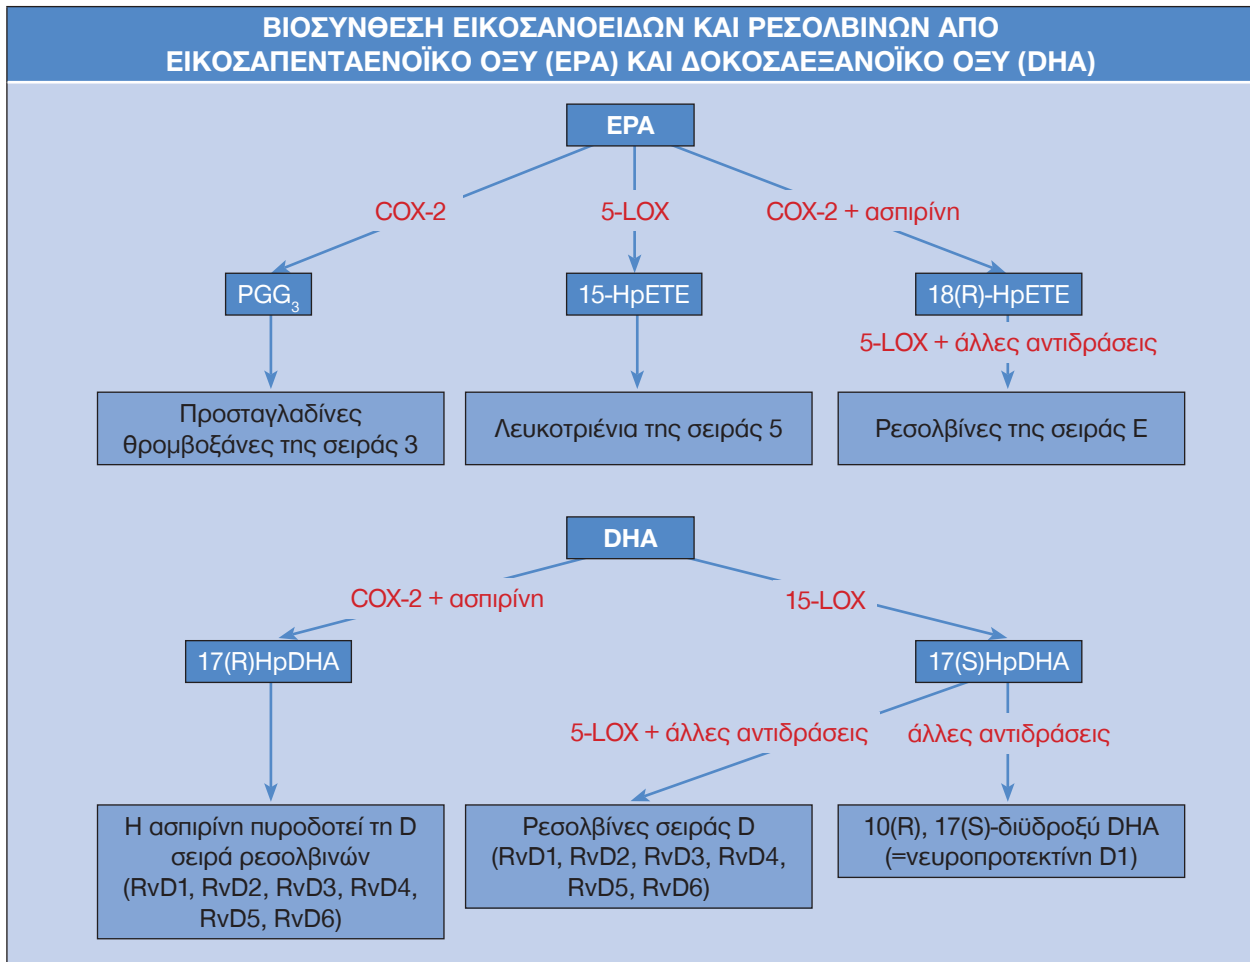 ΒΙΟΣΥΝΘΕΣΗ ΕΙΚΟΣΑΝΟΕΙΔΩΝ ΚΑΙ ΡΕΣΟΛΒΙΝΩΝ ΑΠΟ
ΕΙΚΟΣΑΠΕΝΤΑΕΝΟΪΚΟ ΟΞΥ (EPA) ΚΑΙ ΔΟΚΟΣΑΕΞΑΝΟΪΚΟ ΟΞΥ (DHA)
EPA
COX-2
5-LOX
COX-2 + ασπιρίνη
PGG₃
15-HpETE
18(R)-HpETE
5-LOX + άλλες αντιδράσεις
Προσταγλαδίνες
θρομβοξάνες της σειράς 3
Λευκοτριένια της σειράς 5
Ρεσολβίνες της σειράς Ε
DHA
COX-2 + ασπιρίνη
15-LOX
17(R)HpDHA
17(S)HpDHA
5-LOX + άλλες αντιδράσεις
άλλες αντιδράσεις
Η ασπιρίνη πυροδοτεί τη D
σειρά ρεσολβινών
(RvD1, RvD2, RvD3, RvD4,
RvD5, RvD6)
Ρεσολβίνες σειράς D
(RvD1, RvD2, RvD3, RvD4,
RvD5, RvD6)
10(R), 17(S)-διϋδροξύ DHA
(=νευροπροτεκτίνη D1)